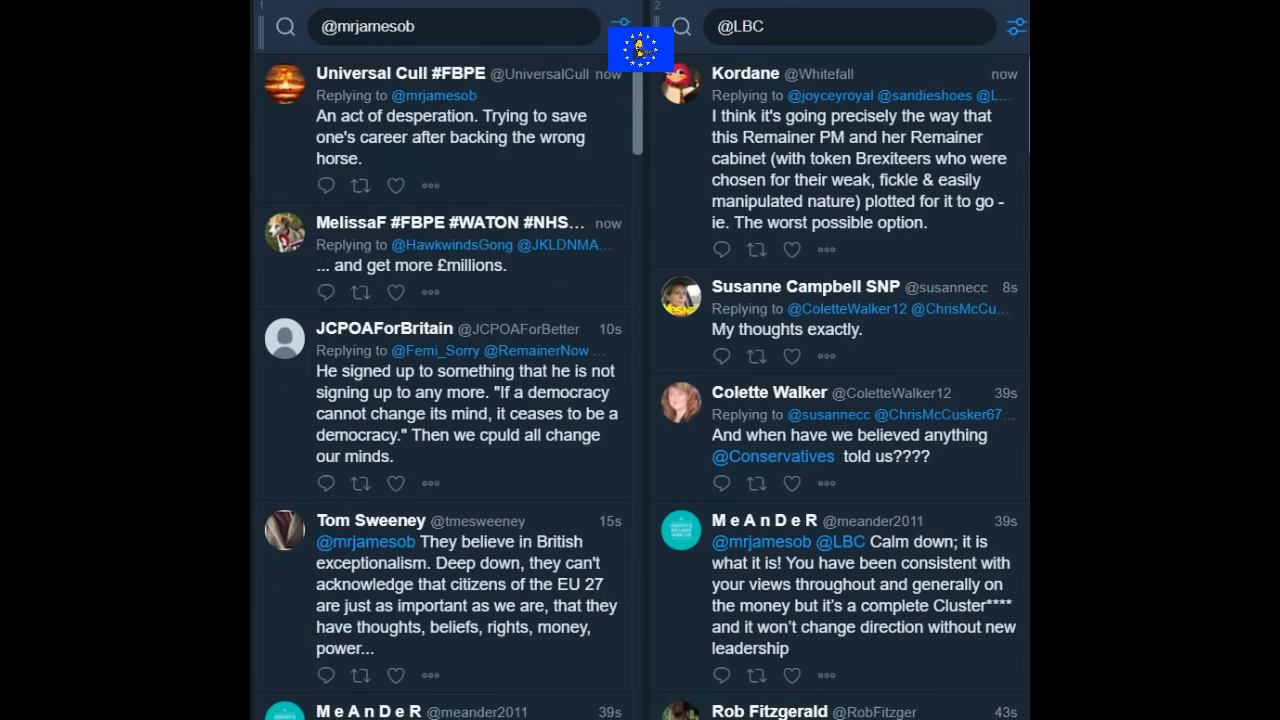 1
@mrjamesob
Universal Cull #FBPE @UniversalCull now
Replying to @mrjamesob
An act of desperation. Trying to save
one's career after backing the wrong
horse.
MelissaF #FBPE #WATON #NHS... now
Replying to @HawkwindsGong @JKLDNMA...
... and get more £millions.
JCPOAForBritain @JCPOAForBetter 10s
Replying to @Femi_Sorry @RemainerNow ...
He signed up to something that he is not
signing up to any more. "If a democracy
cannot change its mind, it ceases to be a
democracy." Then we cpuld all change
our minds.
Tom Sweeney @tmesweeney 15s
@mrjamesob They believe in British
exceptionalism. Deep down, they can't
acknowledge that citizens of the EU 27
are just as important as we are, that they
have thoughts, beliefs, rights, money,
power...
M e A n D e R @meander2011 39s
2
@LBC
Kordane @Whitefall now
Replying to @joyceyroyal @sandieshoes @L...
I think it's going precisely the way that
this Remainer PM and her Remainer
cabinet (with token Brexiteers who were
chosen for their weak, fickle & easily
manipulated nature) plotted for it to go -
ie. The worst possible option.
Susanne Campbell SNP @susannecc 8s
Replying to @ColetteWalker12 @ChrisMcCu...
My thoughts exactly.
YESNP
Colette Walker @ColetteWalker12 39s
Replying to @susannecc @ChrisMcCusker67...
And when have we believed anything
@Conservatives told us????
M e A n D e R @meander2011 39s
@mrjamesob @LBC Calm down; it is
what it is! You have been consistent with
your views throughout and generally on
the money but it's a complete Cluster****
and it won't change direction without new
leadership
Rob Fitzgerald @RobFitzger 43s